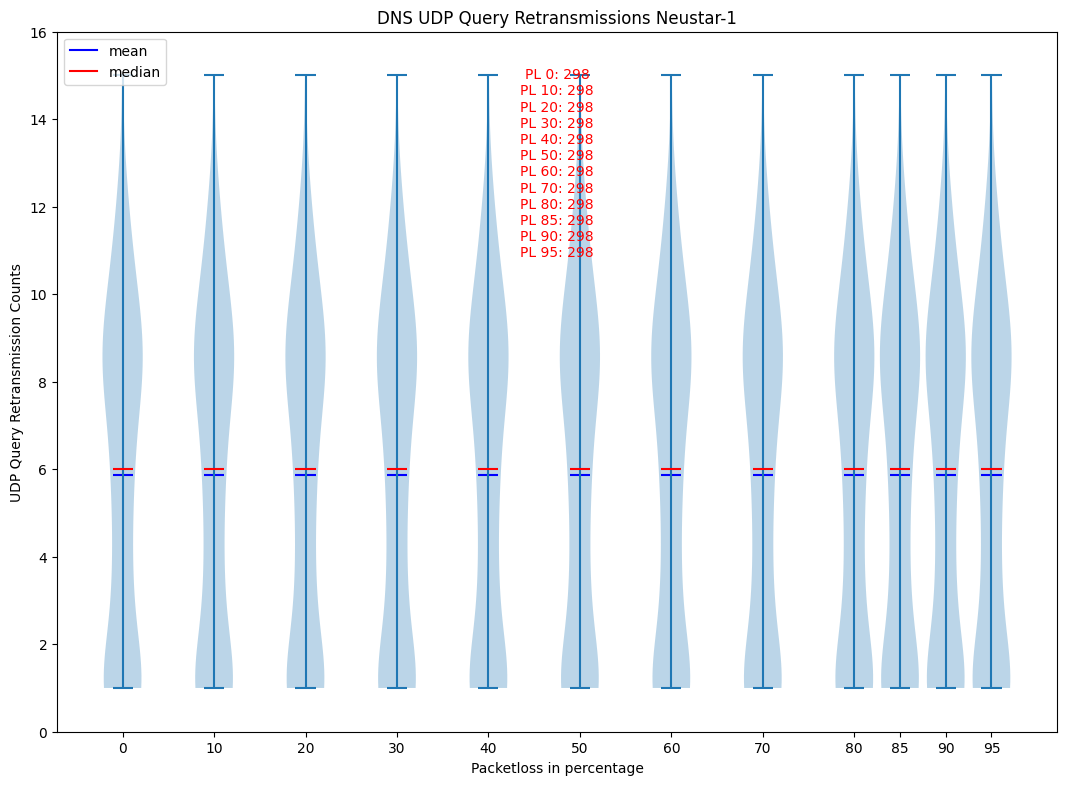 DNS UDP Query Retransmissions Neustar-1
mean
median
PL 0: 298
PL 10: 298
PL 20: 298
PL 30: 298
PL 40: 298
PL 50: 298
PL 60: 298
PL 70: 298
PL 80: 298
PL 85: 298
PL 90: 298
PL 95: 298
UDP Query Retransmission Counts
16
14
12
10
8
6
4
2
0
0 10 20 30 40 50 60 70 80 85 90 95
Packetloss in percentage